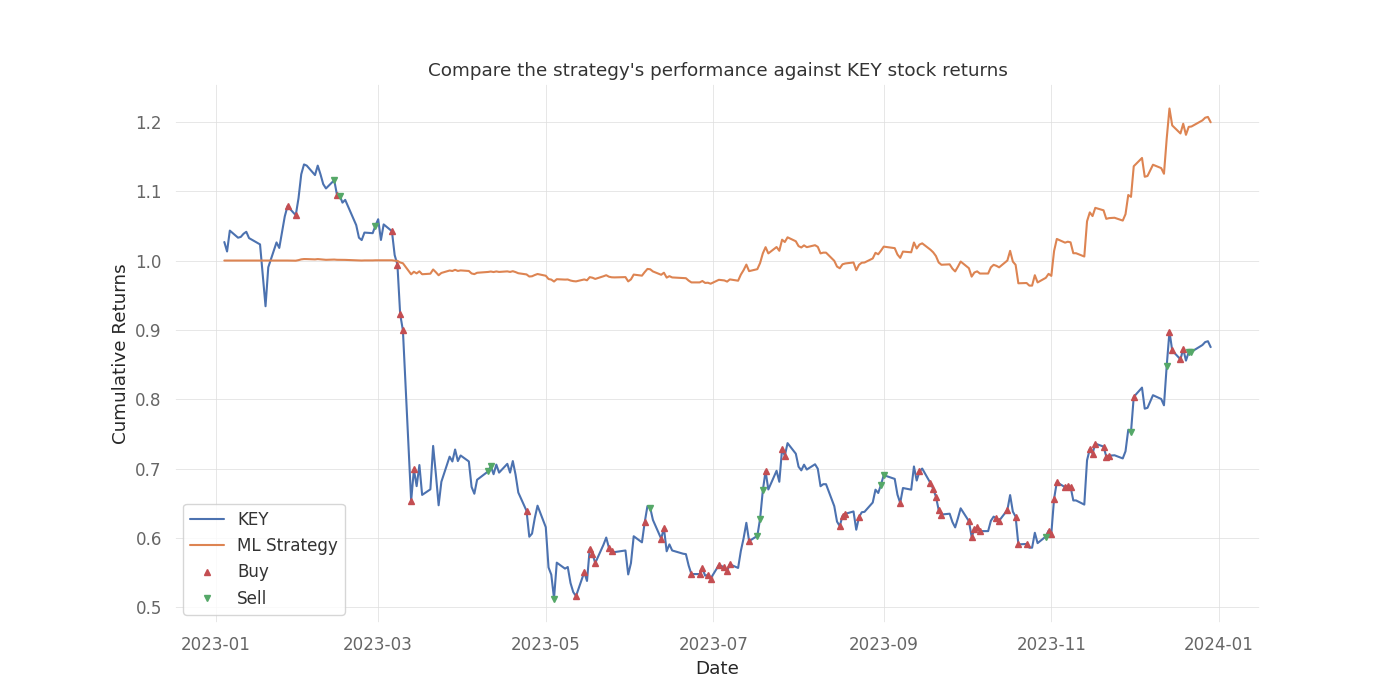 Compare the strategy's performance against KEY stock returns
Cumulative Returns
1.2
1.1
1.0
0.9
0.8
0.7
0.6
0.5
KEY
ML Strategy
Buy
Sell
2023-01
2023-03
2023-05
2023-07
2023-09
2023-11
2024-01
Date